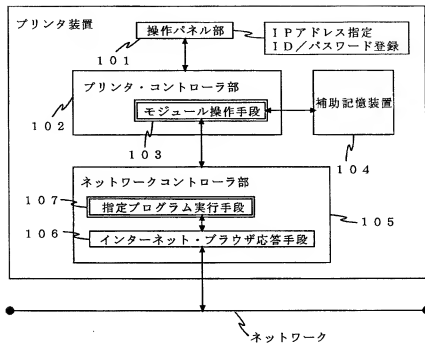 プリンタ装置
操作パネル部
IPアドレス指定
ID／パスワード登録
101
プリンタ・コントローラ部
モジュール操作手段
補助記憶装置
102
103
104
ネットワークコントローラ部
107
指定プログラム実行手段
105
106
インターネット・ブラウザ応答手段
ネットワーク